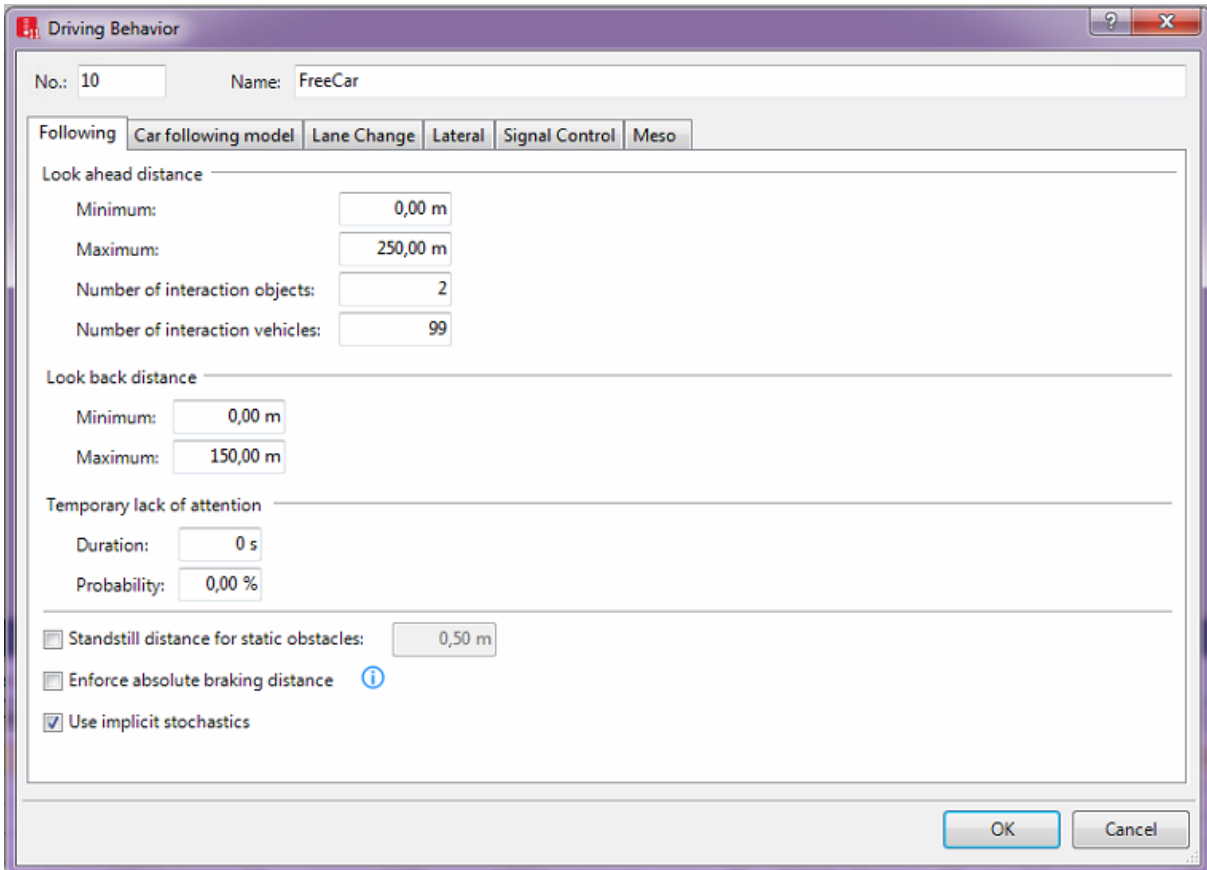 Driving Behavior
No.: 10 Name: FreeCar
Following Car following model Lane Change Lateral Signal Control Meso
Look ahead distance
Minimum: 0,00 m
Maximum: 250,00 m
Number of interaction objects: 2
Number of interaction vehicles: 99
Look back distance
Minimum: 0,00 m
Maximum: 150,00 m
Temporary lack of attention
Duration: 0 s
Probability: 0,00 %
Standstill distance for static obstacles: 0,50 m
Enforce absolute braking distance
Use implicit stochastics
OK Cancel